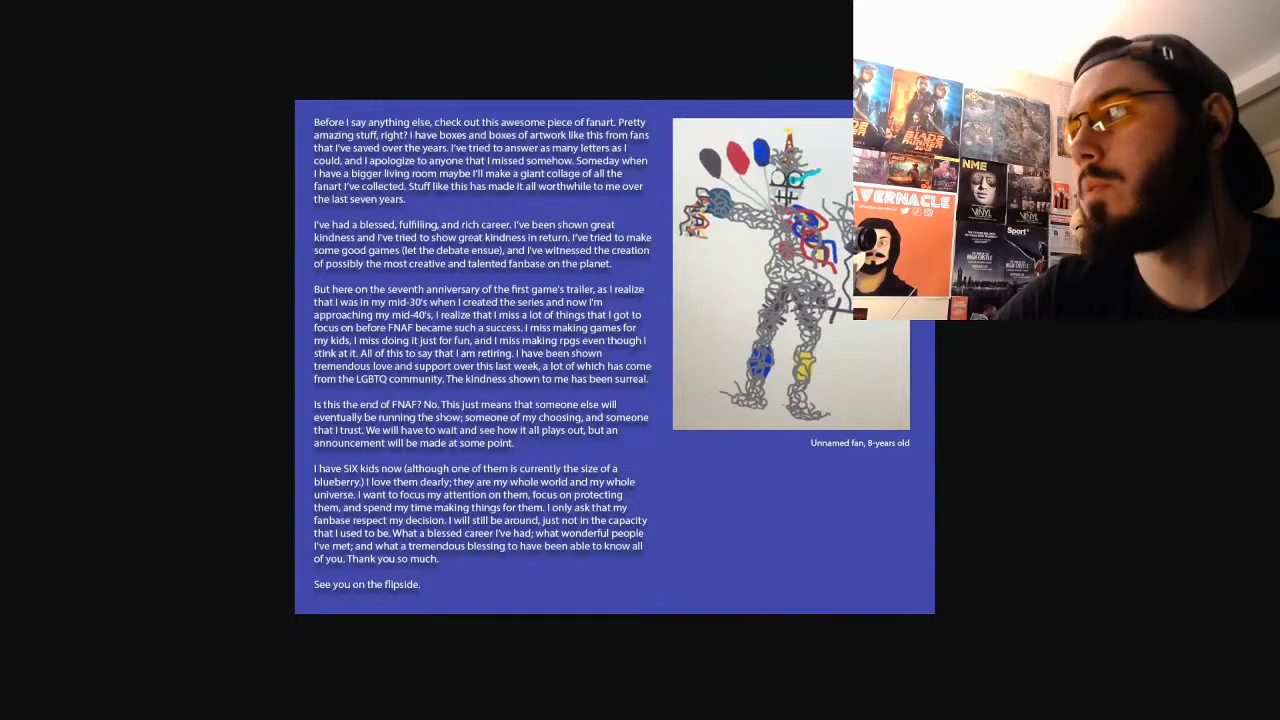 Before I say anything else, check out this awesome piece of fanart. Pretty
amazing stuff, right? I have boxes and boxes of artwork like this from fans
that I've saved over the years. I've tried to answer as many letters as I
could, and I apologize to anyone that I missed somehow. Someday when
I have a bigger living room maybe I'll make a giant collage of all the
fanart I've collected. Stuff like this has made it all worthwhile to me over
the last seven years.
I've had a blessed, fulfilling, and rich career. I've been shown great
kindness and I've tried to show great kindness in return. I've tried to make
some good games (let the debate ensue), and I've witnessed the creation
of possibly the most creative and talented fanbase on the planet.
But here on the seventh anniversary of the first game's trailer, as I realize
that I was in my mid-30's when I created the series and now I'm
approaching my mid-40's, I realize that I miss a lot of things that I got to
focus on before FNAF became such a success. I miss making games for
my kids, I miss doing it just for fun, and I miss making rpgs even though I
stink at it. All of this to say that I am retiring. I have been shown
tremendous love and support over this last week, a lot of which has come
from the LGBTQ community. The kindness shown to me has been surreal.
Is this the end of FNAF? No. This just means that someone else will
eventually be running the show; someone of my choosing, and someone
that I trust. We will have to wait and see how it all plays out, but an
announcement will be made at some point.
I have SIX kids now (although one of them is currently the size of a
blueberry.) I love them dearly; they are my whole world and my whole
universe. I want to focus my attention on them, focus on protecting
them, and spend my time making things for them. I only ask that my
fanbase respect my decision. I will still be around, just not in the capacity
that I used to be. What a blessed career I've had; what wonderful people
I've met; and what a tremendous blessing to have been able to know all
of you. Thank you so much.
See you on the flipside.
Unnamed fan, 8-years old
BLADE
RUNNER
BLADE
RUNNER
NME
VINYL
VINYL
AVERNACLE
Sport
HIGH CASTLE
HIGH CASTLE